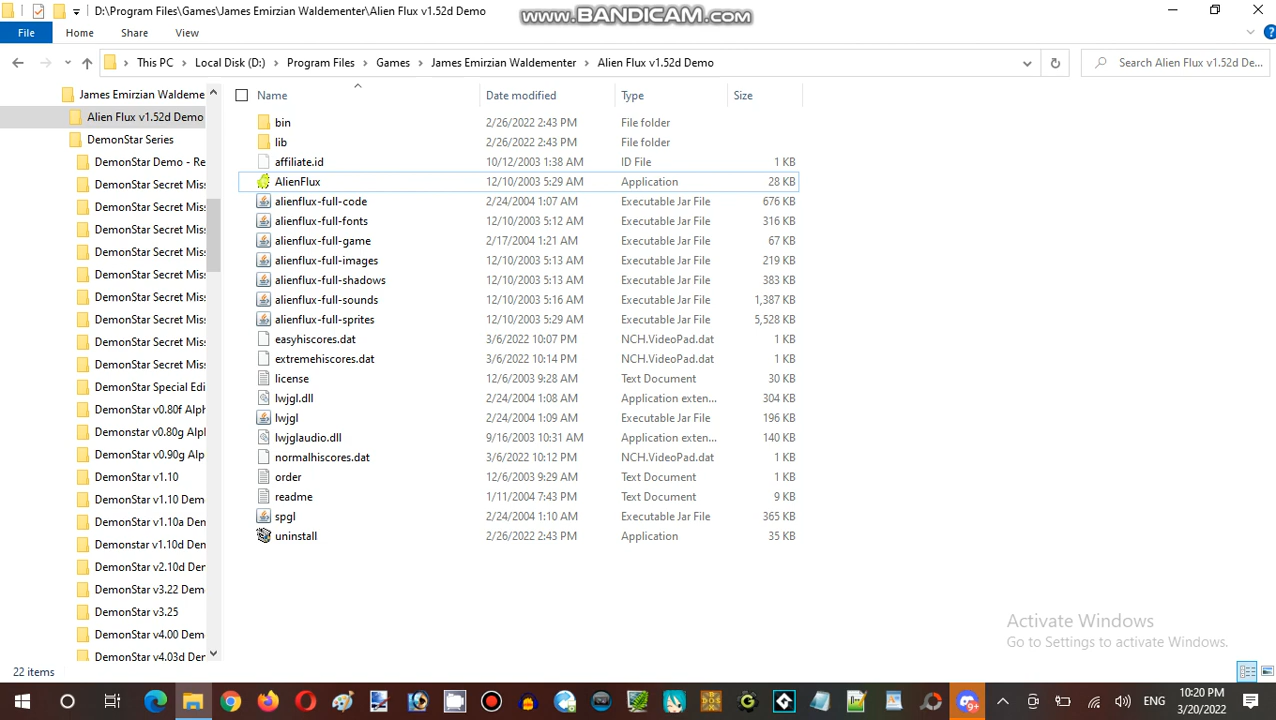 D:\Program Files\Games\James Emirzian Waldementer\Alien Flux v1.52d Demo
www.BANDICAM.com
File Home Share View
This PC Local Disk (D:) Program Files Games James Emirzian Waldementer Alien Flux v1.52d Demo Search Alien Flux v1.52d De...
James Emirzian Waldeme
Alien Flux v1.52d Demo
DemonStar Series
DemonStar Demo - Re
DemonStar Secret Mis
DemonStar Secret Miss
DemonStar Secret Miss
DemonStar Secret Miss
DemonStar Secret Miss
DemonStar Secret Miss
DemonStar Secret Miss
DemonStar Secret Miss
DemonStar Secret Miss
DemonStar Special Edi
DemonStar v0.80f Alph
Demonstar v0.80g Alph
DemonStar v0.90g Alph
DemonStar v1.10
DemonStar v1.10 Dem
DemonStar v1.10a Den
Demonstar v1.10d Den
DemonStar v2.10d Den
DemonStar v3.22 Dem
DemonStar v3.25
DemonStar v4.00 Dem
DemonStar v4.03d Den
Name Date modified Type Size
bin 2/26/2022 2:43 PM File folder
lib 2/26/2022 2:43 PM File folder
affiliate.id 10/12/2003 1:38 AM ID File 1 KB
AlienFlux 12/10/2003 5:29 AM Application 28 KB
alienflux-full-code 2/24/2004 1:07 AM Executable Jar File 676 KB
alienflux-full-fonts 12/10/2003 5:12 AM Executable Jar File 316 KB
alienflux-full-game 2/17/2004 1:21 AM Executable Jar File 67 KB
alienflux-full-images 12/10/2003 5:13 AM Executable Jar File 219 KB
alienflux-full-shadows 12/10/2003 5:13 AM Executable Jar File 383 KB
alienflux-full-sounds 12/10/2003 5:16 AM Executable Jar File 1,387 KB
alienflux-full-sprites 12/10/2003 5:29 AM Executable Jar File 5,528 KB
easyhiscores.dat 3/6/2022 10:07 PM NCH.VideoPad.dat 1 KB
extremehiscores.dat 3/6/2022 10:14 PM NCH.VideoPad.dat 1 KB
license 12/6/2003 9:28 AM Text Document 30 KB
lwjgl.dll 2/24/2004 1:08 AM Application exten... 304 KB
lwjgl 2/24/2004 1:09 AM Executable Jar File 196 KB
lwjglaudio.dll 9/16/2003 10:31 AM Application exten... 140 KB
normalhiscores.dat 3/6/2022 10:12 PM NCH.VideoPad.dat 1 KB
order 12/6/2003 9:29 AM Text Document 1 KB
readme 1/11/2004 7:43 PM Text Document 9 KB
spgl 2/24/2004 1:10 AM Executable Jar File 365 KB
uninstall 2/26/2022 2:43 PM Application 35 KB
Activate Windows
Go to Settings to activate Windows.
22 items
ENG
10:20 PM
3/20/2022
9+